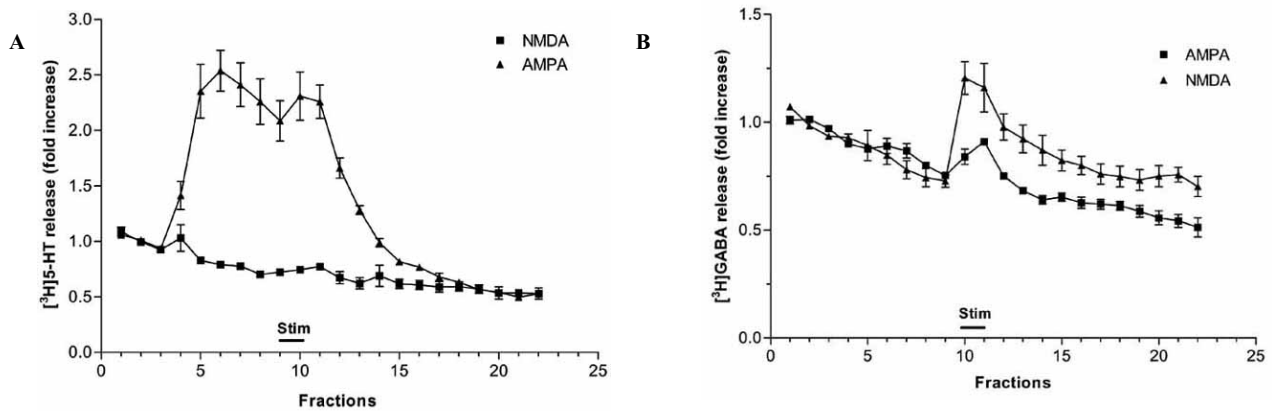 A
[³H]5-HT release (fold increase)
3.0
2.5
2.0
1.5
1.0
0.5
0.0
NMDA
AMPA
Stim
0 5 10 15 20 25
Fractions
B
[³H]GABA release (fold increase)
1.5
1.0
0.5
0.0
AMPA
NMDA
Stim
0 5 10 15 20 25
Fractions